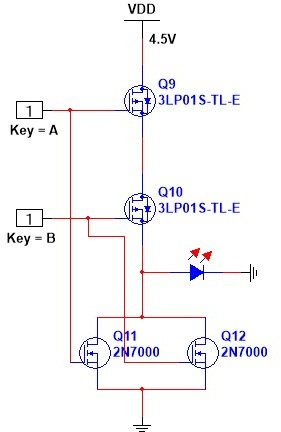 VDD
4.5V
Q9
3LP01S-TL-E
1
Key = A
Q10
3LP01S-TL-E
1
Key = B
Q11
2N7000
Q12
2N7000